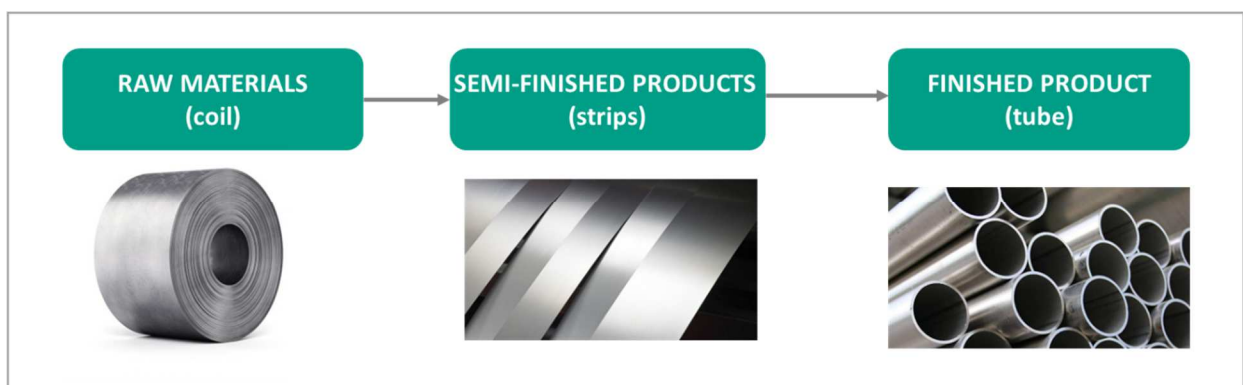 RAW MATERIALS
(coil)
SEMI-FINISHED PRODUCTS
(strips)
FINISHED PRODUCT
(tube)